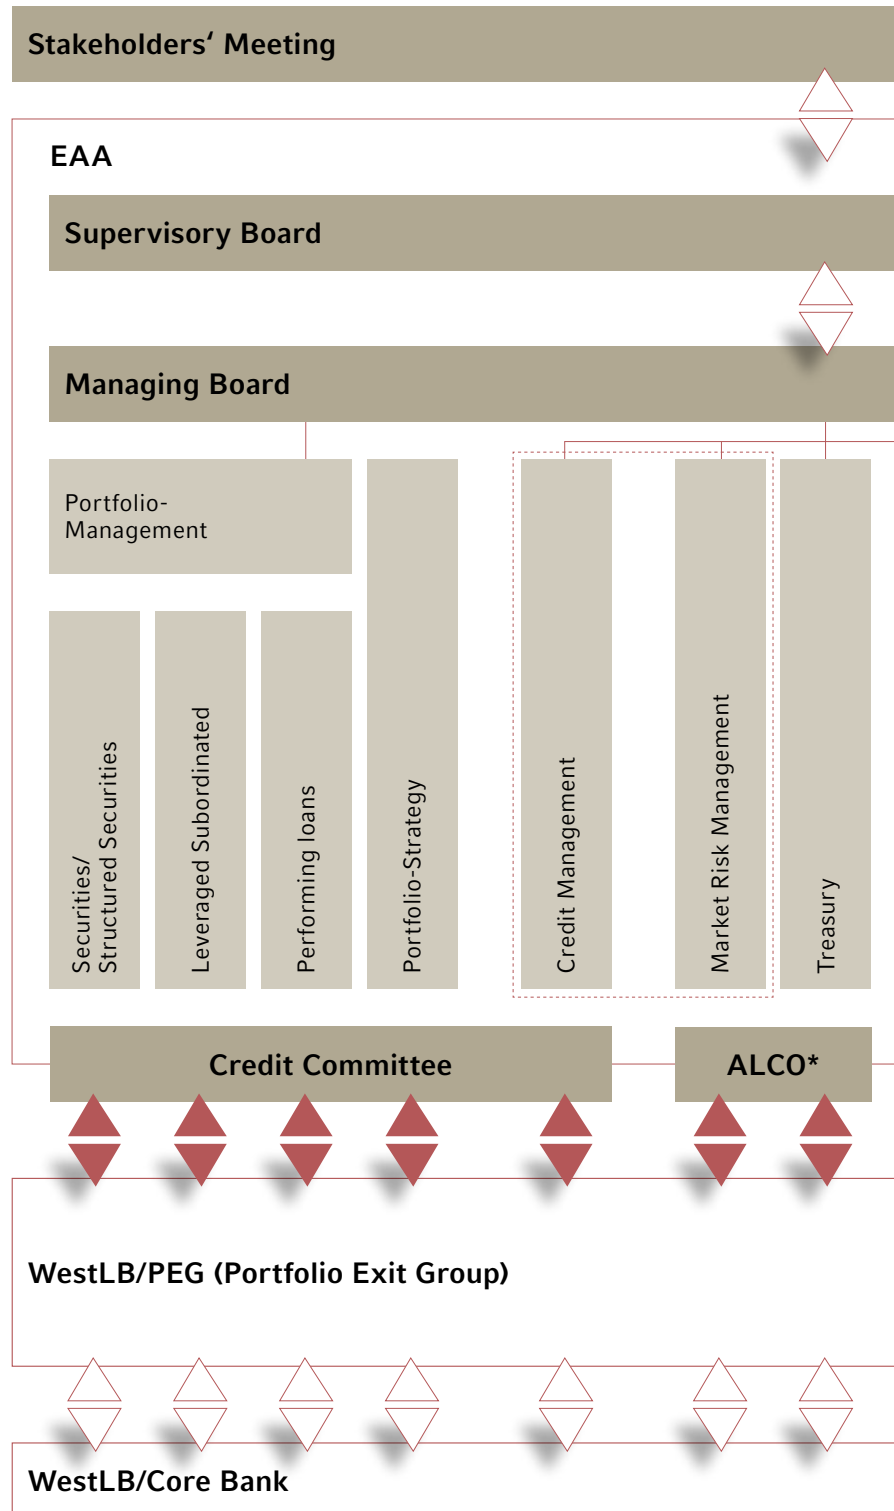 Stakeholders‘ Meeting
EAA
Supervisory Board
Managing Board
Portfolio-
Management
Securities/
Structured Securities
Leveraged Subordinated
Performing loans
Portfolio-Strategy
Credit Management
Market Risk Management
Treasury
Credit Committee
ALCO*
WestLB/PEG (Portfolio Exit Group)
WestLB/Core Bank